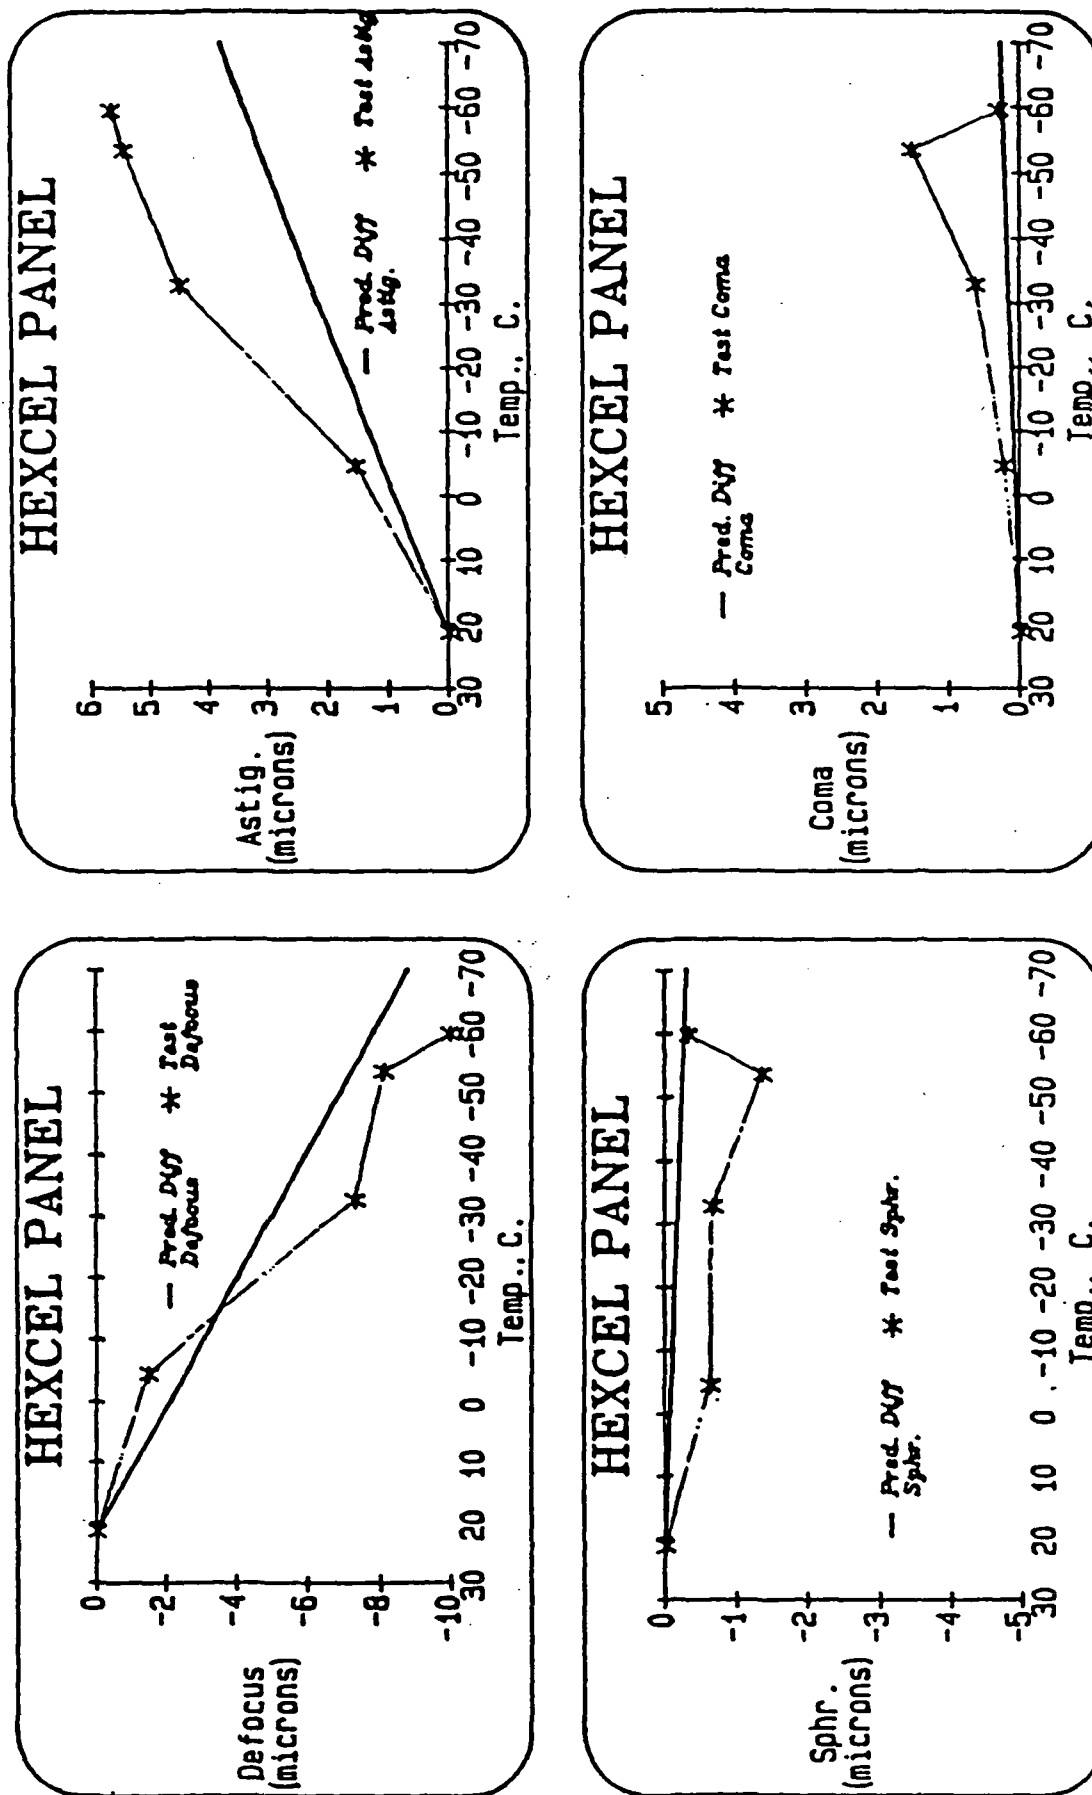 HEXCEL PANEL
— Pred. Diff Defocus
* Test Defocus
Defocus
(microns)
0
-2
-4
-6
-8
-10
30 20 10 0 -10 -20 -30 -40 -50 -60 -70
Temp., C.
HEXCEL PANEL
Astig.
(microns)
6
5
4
3
2
1
0
— Pred. Diff Astig.
* Test Astig
30 20 10 0 -10 -20 -30 -40 -50 -60 -70
Temp., C.
HEXCEL PANEL
Sphr.
(microns)
0
-1
-2
-3
-4
-5
— Pred. Diff Sphr.
* Test Sphr.
30 20 10 0 -10 -20 -30 -40 -50 -60 -70
Temp., C.
HEXCEL PANEL
— Pred. Diff Coma
* Test Coma
Coma
(microns)
5
4
3
2
1
0
30 20 10 0 -10 -20 -30 -40 -50 -60 -70
Temp., C.